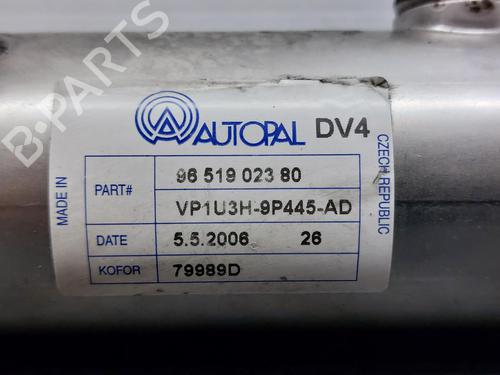 AUTOPAL DV4
MADE IN
CZECH REPUBLIC
PART# 96 519 023 80
VP1U3H-9P445-AD
DATE 5.5.2006 26
KOFOR 79989D
B-PARTS